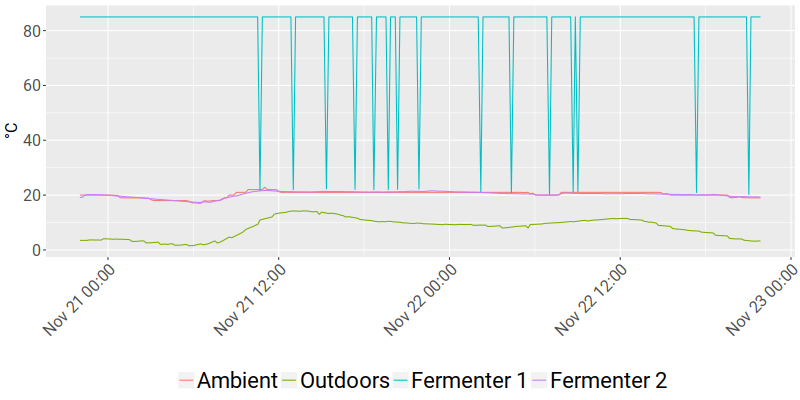 80
60
40
20
0
°C
Nov 21 00:00
Nov 21 12:00
Nov 22 00:00
Nov 22 12:00
Nov 23 00:00
Ambient Outdoors Fermenter 1 Fermenter 2